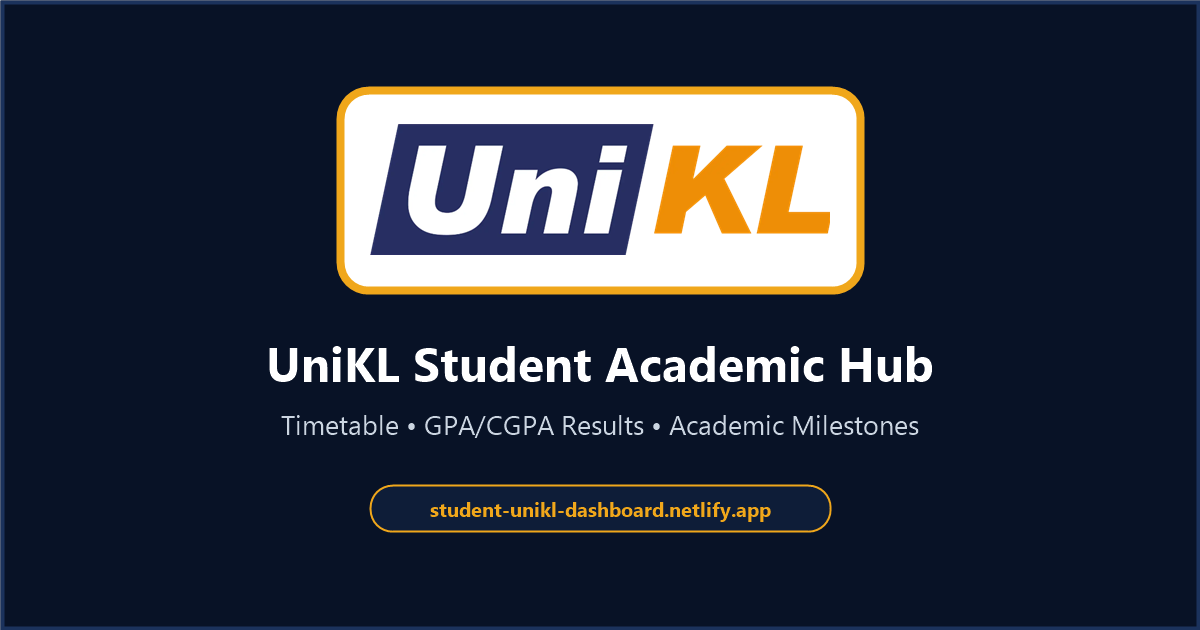 UniKL
UniKL Student Academic Hub
Timetable • GPA/CGPA Results • Academic Milestones
student-unikl-dashboard.netlify.app